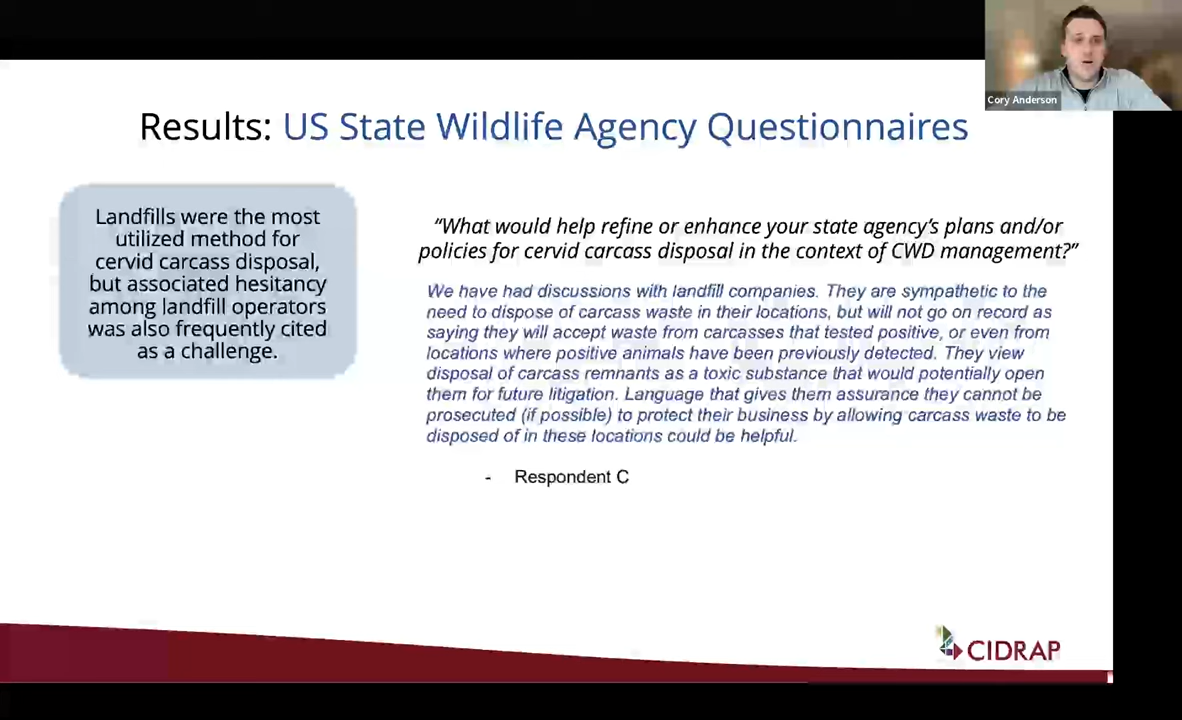 Cory Anderson
Results: US State Wildlife Agency Questionnaires
Landfills were the most
utilized method for
cervid carcass disposal,
but associated hesitancy
among landfill operators
was also frequently cited
as a challenge.
“What would help refine or enhance your state agency’s plans and/or
policies for cervid carcass disposal in the context of CWD management?”
We have had discussions with landfill companies. They are sympathetic to the
need to dispose of carcass waste in their locations, but will not go on record as
saying they will accept waste from carcasses that tested positive, or even from
locations where positive animals have been previously detected. They view
disposal of carcass remnants as a toxic substance that would potentially open
them for future litigation. Language that gives them assurance they cannot be
prosecuted (if possible) to protect their business by allowing carcass waste to be
disposed of in these locations could be helpful.
- Respondent C
CIDRAP